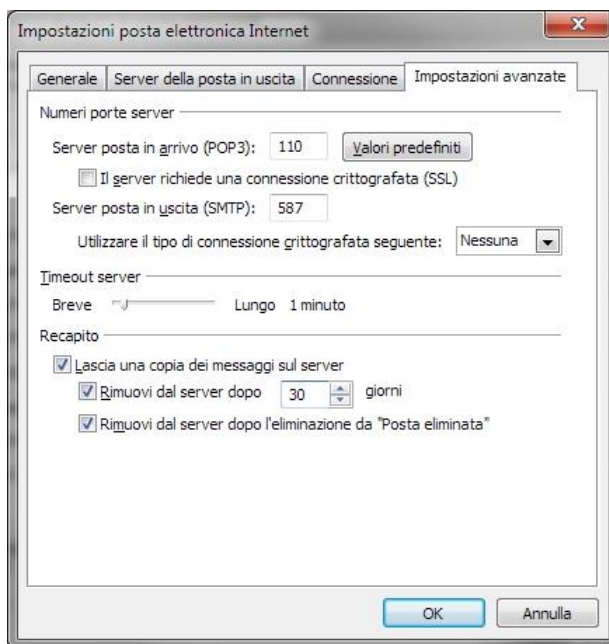 Impostazioni posta elettronica Internet
Generale Server della posta in uscita Connessione Impostazioni avanzate
Numeri porte server
Server posta in arrivo (POP3): 110 Valori predefiniti
Il server richiede una connessione crittografata (SSL)
Server posta in uscita (SMTP): 587
Utilizzare il tipo di connessione crittografata seguente: Nessuna
Timeout server
Breve Lungo 1 minuto
Recapito
Lascia una copia dei messaggi sul server
Rimuovi dal server dopo 30 giorni
Rimuovi dal server dopo l'eliminazione da "Posta eliminata"
OK Annulla